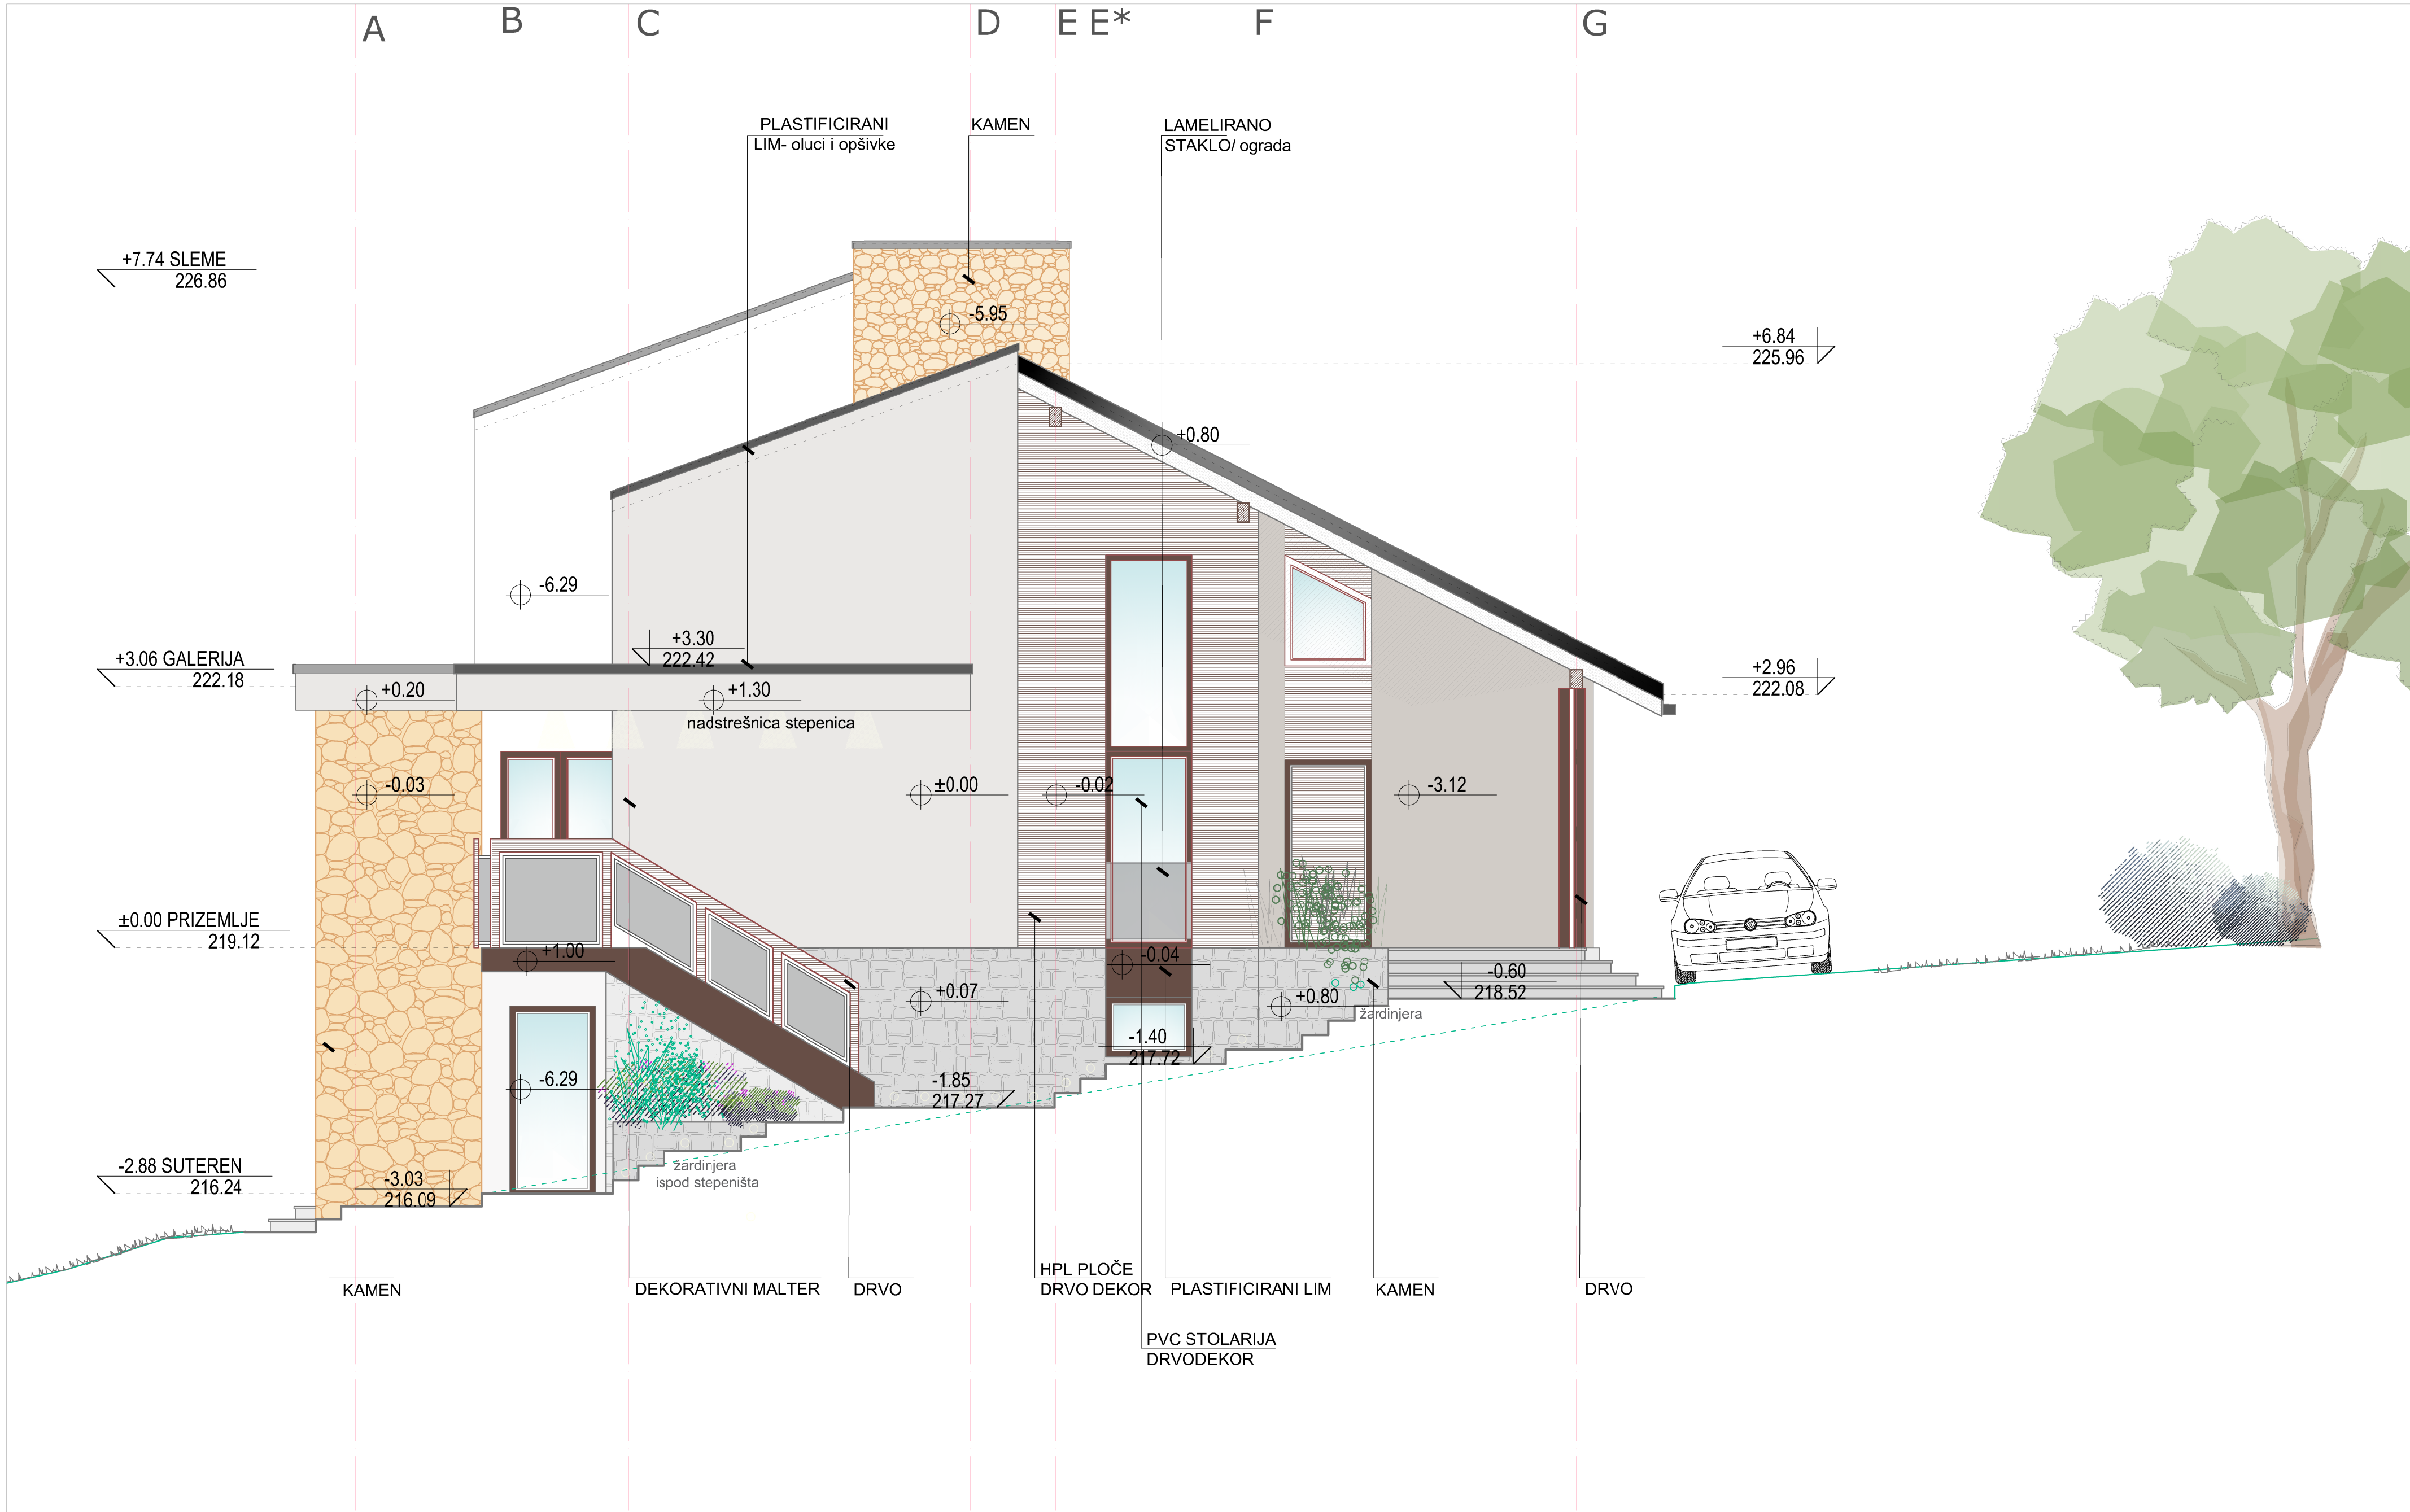 A
B
C
D
E
E*
F
G
PLASTIFICIRANI
LIM- oluci i opšivke
KAMEN
LAMELIRANO
STAKLO/ ograda
+7.74 SLEME
226.86
-5.95
+6.84
225.96
+0.80
-6.29
+3.30
222.42
+3.06 GALERIJA
222.18
+2.96
222.08
+0.20
+1.30
nadstrešnica stepenica
-0.03
±0.00
-0.02
-3.12
±0.00 PRIZEMLJE
219.12
+1.00
-0.04
-0.60
218.52
+0.07
+0.80
žardinjera
-1.40
217.72
-6.29
-1.85
217.27
-2.88 SUTEREN
216.24
žardinjera
ispod stepeništa
-3.03
216.09
KAMEN
DEKORATIVNI MALTER
DRVO
HPL PLOČE
DRVO DEKOR
PLASTIFICIRANI LIM
KAMEN
DRVO
PVC STOLARIJA
DRVODEKOR